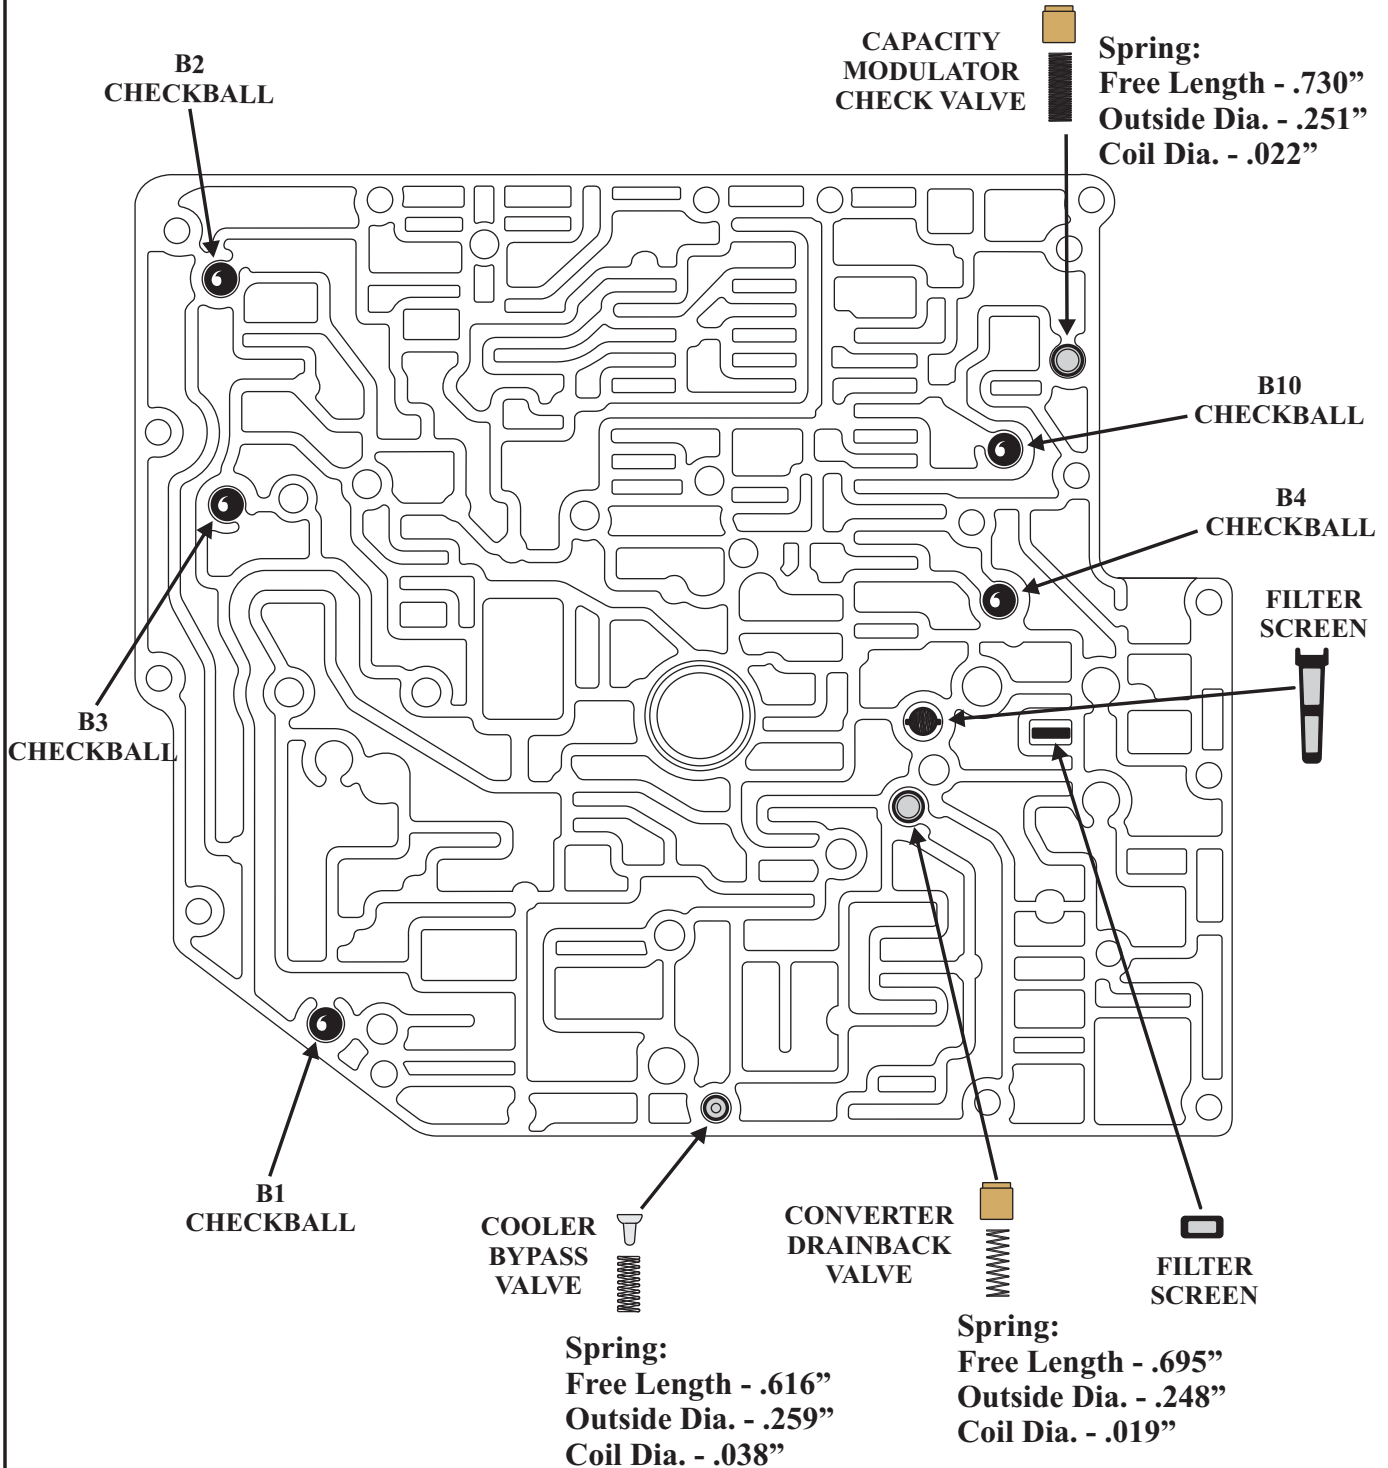 B2
CHECKBALL
CAPACITY
MODULATOR
CHECK VALVE
Spring:
Free Length - .730”
Outside Dia. - .251”
Coil Dia. - .022”
B10
CHECKBALL
B4
CHECKBALL
FILTER
SCREEN
B3
CHECKBALL
B1
CHECKBALL
COOLER
BYPASS
VALVE
Spring:
Free Length - .616”
Outside Dia. - .259”
Coil Dia. - .038”
CONVERTER
DRAINBACK
VALVE
Spring:
Free Length - .695”
Outside Dia. - .248”
Coil Dia. - .019”
FILTER
SCREEN